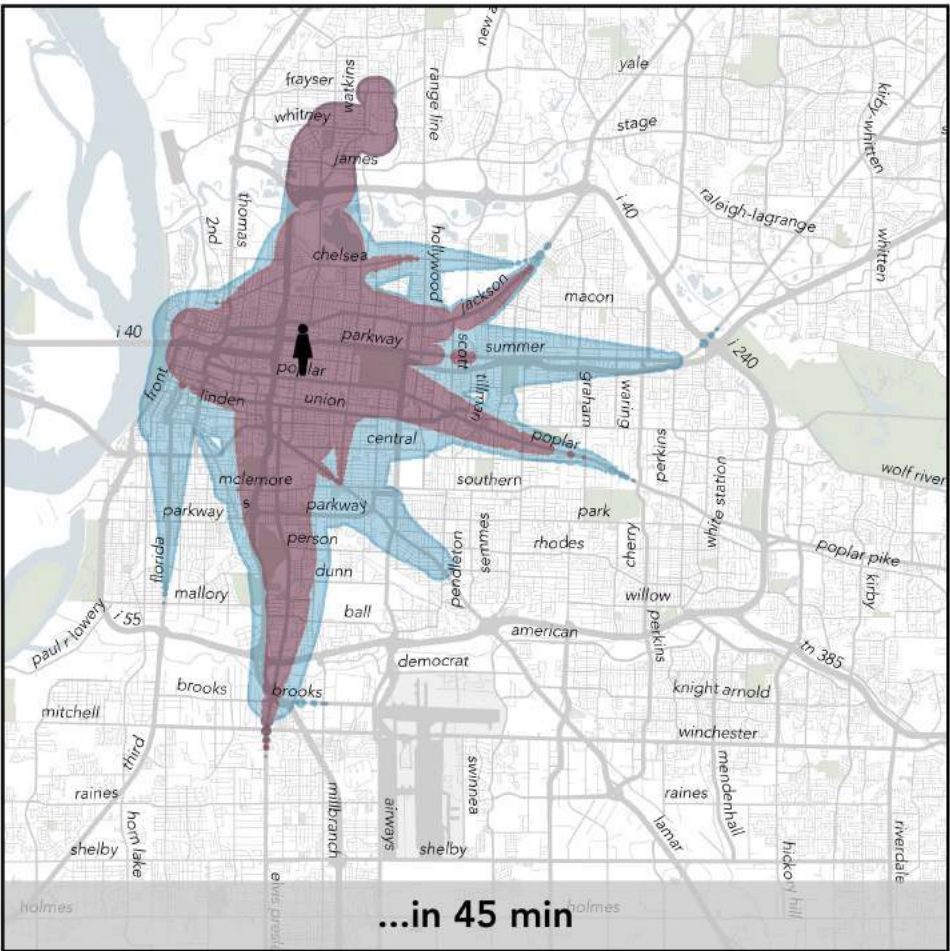 new a
yale
frayser
watkins
range line
kirby-whitten
whitney
stage
james
i 40
raleigh-lagrange
2nd
thomas
hollywood
whitten
chelsea
jackson
macon
i 40
parkway
scott
summer
i 240
poplar
tillman
front
linden
union
graham
waring
central
poplar
perkins
wolf river
mclemore
southern
white station
s
parkway
parkway
park
person
semmes
rhodes
cherry
poplar pike
florida
dunn
pendleton
kirby
mallory
willow
ball
i 55
paul r lowery
american
perkins
tn 385
democrat
brooks
brooks
knight arnold
mitchell
winchester
third
swinnea
mendenhall
raines
raines
horn lake
millbranch
airways
lamar
shelby
shelby
hickory hill
riverdale
elvis presl
holmes
...in 45 min
holmes